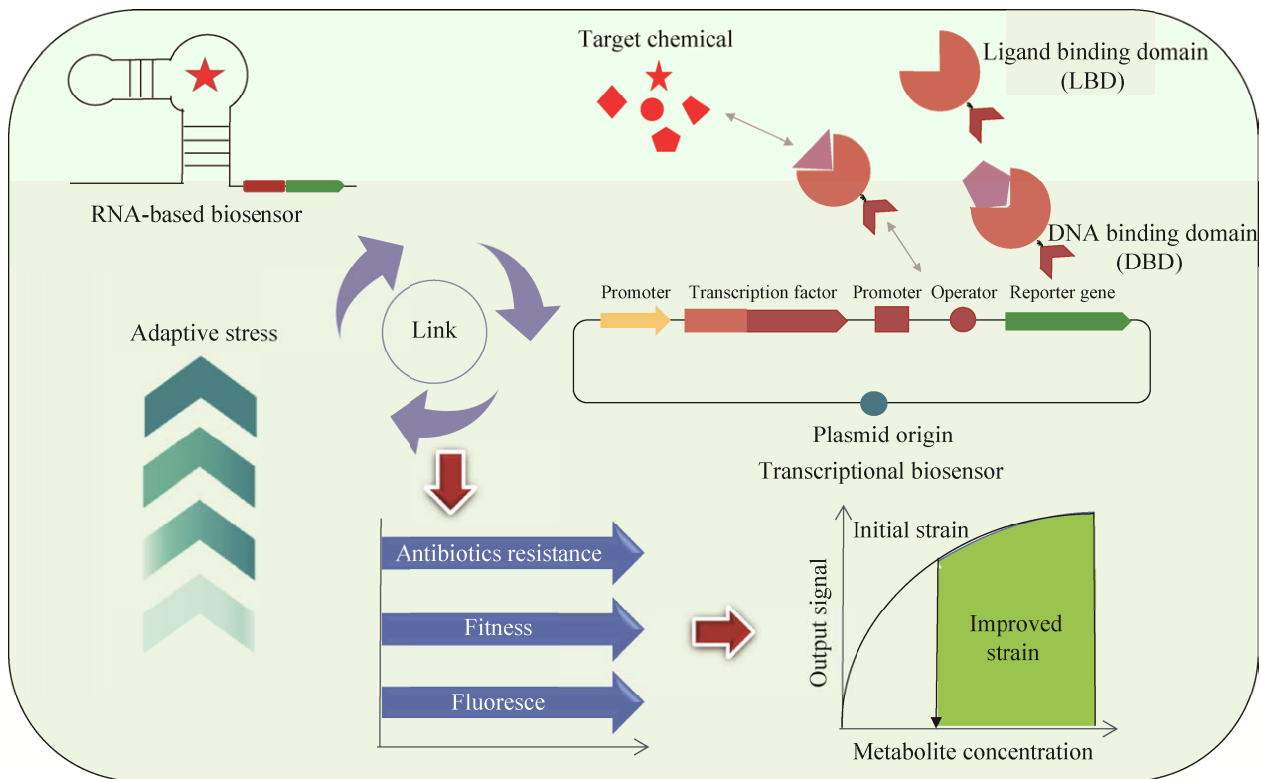 Target chemical
Ligand binding domain
(LBD)
RNA-based biosensor
DNA binding domain
(DBD)
Promoter
Transcription factor
Promoter
Operator
Reporter gene
Adaptive stress
Link
Plasmid origin
Transcriptional biosensor
Antibiotics resistance
Fitness
Fluoresce
Output signal
Initial strain
Improved
strain
Metabolite concentration